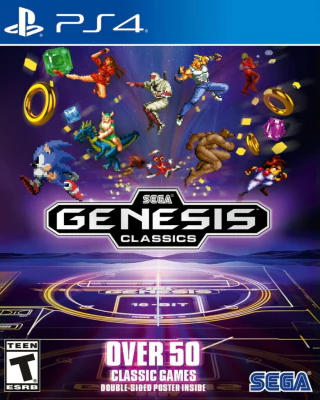 PS4
SEGA
GENESIS
CLASSICS
16-BIT
TEEN
T
ESRB
OVER 50
CLASSIC GAMES
DOUBLE-SIDED POSTER INSIDE
SEGA